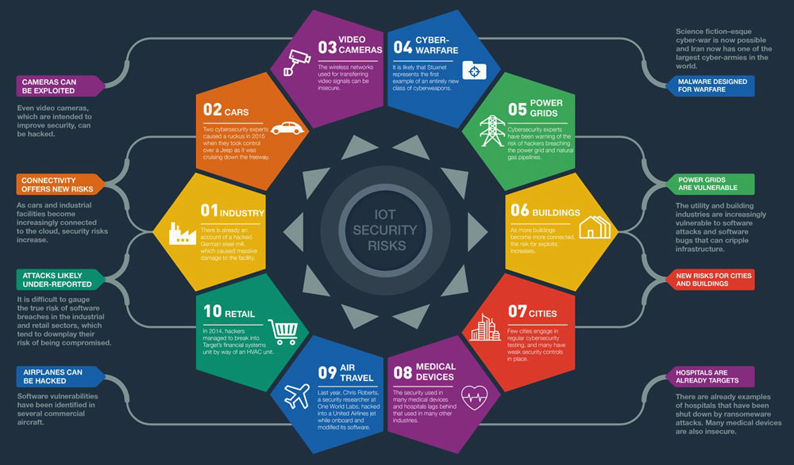 IOT
SECURITY
RISKS
01 INDUSTRY
There is already an
account of a hacked
German steel mill,
which caused massive
damage to the facility.
02 CARS
Two cybersecurity experts
caused a ruckus in 2015
when they took control
over a Jeep as it was
cruising down the freeway.
03 VIDEO
CAMERAS
The wireless networks
used for transferring
video signals can be
insecure.
04 CYBER-
WARFARE
It is likely that Stuxnet
represents the first
example of an entirely new
class of cyberweapons.
05 POWER
GRIDS
Cybersecurity experts
have been warning of the
risk of hackers breaching
the power grid and natural
gas pipelines.
06 BUILDINGS
As more buildings
become more connected,
the risk for exploits
increases.
07 CITIES
Few cities engage in
regular cybersecurity
testing, and many have
weak security controls
in place.
08 MEDICAL
DEVICES
The security used in
many medical devices
and hospitals lags behind
that used in many other
industries.
09 AIR
TRAVEL
Last year, Chris Roberts,
a security researcher at
One World Labs, hacked
into a United Airlines jet
while onboard and
modified its software.
10 RETAIL
In 2014, hackers
managed to break into
Target's financial systems
unit by way of an HVAC unit.
CAMERAS CAN
BE EXPLOITED
Even video cameras,
which are intended to
improve security, can
be hacked.
CONNECTIVITY
OFFERS NEW RISKS
As cars and industrial
facilities become
increasingly connected
to the cloud, security risks
increase.
ATTACKS LIKELY
UNDER-REPORTED
It is difficult to gauge
the true risk of software
breaches in the industrial
and retail sectors, which
tend to downplay their
risk of being compromised.
AIRPLANES CAN
BE HACKED
Software vulnerabilities
have been identified in
several commercial
aircraft.
Science fiction–esque
cyber-war is now possible
and Iran now has one of the
largest cyber-armies in the
world.
MALWARE DESIGNED
FOR WARFARE
POWER GRIDS
ARE VULNERABLE
The utility and building
industries are increasingly
vulnerable to software
attacks and software
bugs that can cripple
infrastructure.
NEW RISKS FOR CITIES
AND BUILDINGS
HOSPITALS ARE
ALREADY TARGETS
There are already examples
of hospitals that have been
shut down by ransomeware
attacks. Many medical devices
are also insecure.